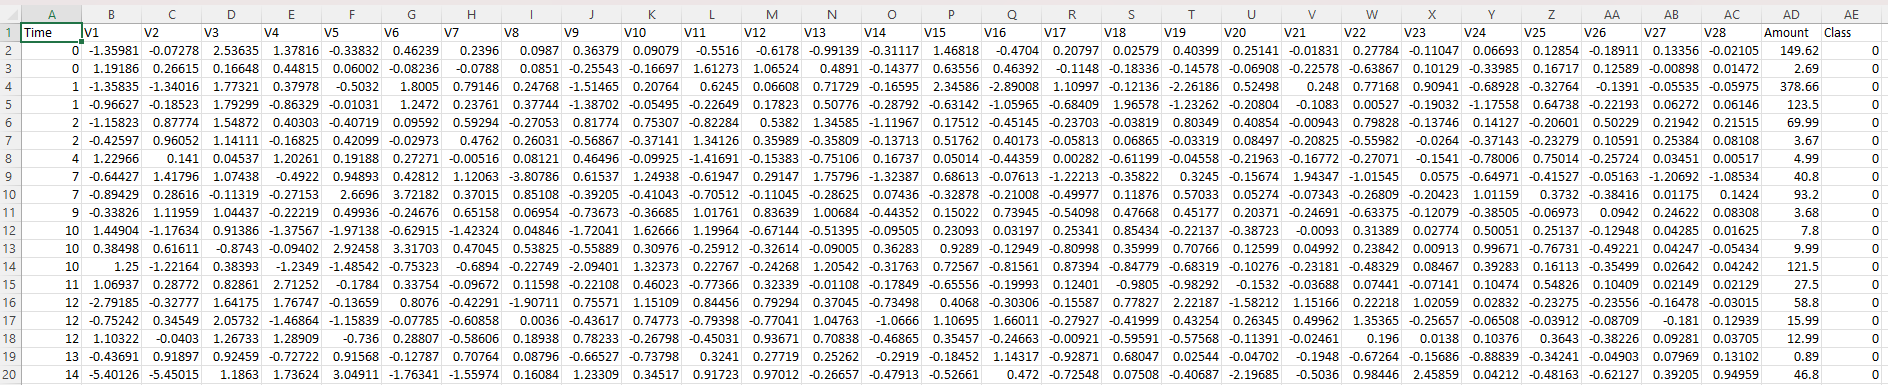 A B C D E F G H I J K L M N O P Q R S T U V W X Y Z AA AB AC AD AE
1 Time V1 V2 V3 V4 V5 V6 V7 V8 V9 V10 V11 V12 V13 V14 V15 V16 V17 V18 V19 V20 V21 V22 V23 V24 V25 V26 V27 V28 Amount Class
2 0 -1.35981 -0.07278 2.53635 1.37816 -0.33832 0.46239 0.2396 0.0987 0.36379 0.09079 -0.5516 -0.6178 -0.99139 -0.31117 1.46818 -0.4704 0.20797 0.02579 0.40399 0.25141 -0.01831 0.27784 -0.11047 0.06693 0.12854 -0.18911 0.13356 -0.02105 149.62 0
3 0 1.19186 0.26615 0.16648 0.44815 0.06002 -0.08236 -0.0788 0.0851 -0.25543 -0.16697 1.61273 1.06524 0.4891 -0.14377 0.63556 0.46392 -0.1148 -0.18336 -0.14578 -0.06908 -0.22578 -0.63867 0.10129 -0.33985 0.16717 0.12589 -0.00898 0.01472 2.69 0
4 1 -1.35835 -1.34016 1.77321 0.37978 -0.5032 1.8005 0.79146 0.24768 -1.51465 0.20764 0.6245 0.06608 0.71729 -0.16595 2.34586 -2.89008 1.10997 -0.12136 -2.26186 0.52498 0.248 0.77168 0.90941 -0.68928 -0.32764 -0.1391 -0.05535 -0.05975 378.66 0
5 1 -0.96627 -0.18523 1.79299 -0.86329 -0.01031 1.2472 0.23761 0.37744 -1.38702 -0.05495 -0.22649 0.17823 0.50776 -0.28792 -0.63142 -1.05965 -0.68409 1.96578 -1.23262 -0.20804 -0.1083 0.00527 -0.19032 -1.17558 0.64738 -0.22193 0.06272 0.06146 123.5 0
6 2 -1.15823 0.87774 1.54872 0.40303 -0.40719 0.09592 0.59294 -0.27053 0.81774 0.75307 -0.82284 0.5382 1.34585 -1.11967 0.17512 -0.45145 -0.23703 -0.03819 0.80349 0.40854 -0.00943 0.79828 -0.13746 0.14127 -0.20601 0.50229 0.21942 0.21515 69.99 0
7 2 -0.42597 0.96052 1.14111 -0.16825 0.42099 -0.02973 0.4762 0.26031 -0.56867 -0.37141 1.34126 0.35989 -0.35809 -0.13713 0.51762 0.40173 -0.05813 0.06865 -0.03319 0.08497 -0.20825 -0.55982 -0.0264 -0.37143 -0.23279 0.10591 0.25384 0.08108 3.67 0
8 4 1.22966 0.141 0.04537 1.20261 0.19188 0.27271 -0.00516 0.08121 0.46496 -0.09925 -1.41691 -0.15383 -0.75106 0.16737 0.05014 -0.44359 0.00282 -0.61199 -0.04558 -0.21963 -0.16772 -0.27071 -0.1541 -0.78006 0.75014 -0.25724 0.03451 0.00517 4.99 0
9 7 -0.64427 1.41796 1.07438 -0.4922 0.94893 0.42812 1.12063 -3.80786 0.61537 1.24938 -0.61947 0.29147 1.75796 -1.32387 0.68613 -0.07613 -1.22213 -0.35822 0.3245 -0.15674 1.94347 -1.01545 0.0575 -0.64971 -0.41527 -0.05163 -1.20692 -1.08534 40.8 0
10 7 -0.89429 0.28616 -0.11319 -0.27153 2.6696 3.72182 0.37015 0.85108 -0.39205 -0.41043 -0.70512 -0.11045 -0.28625 0.07436 -0.32878 -0.21008 -0.49977 0.11876 0.57033 0.05274 -0.07343 -0.26809 -0.20423 1.01159 0.3732 -0.38416 0.01175 0.1424 93.2 0
11 9 -0.33826 1.11959 1.04437 -0.22219 0.49936 -0.24676 0.65158 0.06954 -0.73673 -0.36685 1.01761 0.83639 1.00684 -0.44352 0.15022 0.73945 -0.54098 0.47668 0.45177 0.20371 -0.24691 -0.63375 -0.12079 -0.38505 -0.06973 0.0942 0.24622 0.08308 3.68 0
12 10 1.44904 -1.17634 0.91386 -1.37567 -1.97138 -0.62915 -1.42324 0.04846 -1.72041 1.62666 1.19964 -0.67144 -0.51395 -0.09505 0.23093 0.03197 0.25341 0.85434 -0.22137 -0.38723 -0.0093 0.31389 0.02774 0.50051 0.25137 -0.12948 0.04285 0.01625 7.8 0
13 10 0.38498 0.61611 -0.8743 -0.09402 2.92458 3.31703 0.47045 0.53825 -0.55889 0.30976 -0.25912 -0.32614 -0.09005 0.36283 0.9289 -0.12949 -0.80998 0.35999 0.70766 0.12599 0.04992 0.23842 0.00913 0.99671 -0.76731 -0.49221 0.04247 -0.05434 9.99 0
14 10 1.25 -1.22164 0.38393 -1.2349 -1.48542 -0.75323 -0.6894 -0.22749 -2.09401 1.32373 0.22767 -0.24268 1.20542 -0.31763 0.72567 -0.81561 0.87394 -0.84779 -0.68319 -0.10276 -0.23181 -0.48329 0.08467 0.39283 0.16113 -0.35499 0.02642 0.04242 121.5 0
15 11 1.06937 0.28772 0.82861 2.71252 -0.1784 0.33754 -0.09672 0.11598 -0.22108 0.46023 -0.77366 0.32339 -0.01108 -0.17849 -0.65556 -0.19993 0.12401 -0.9805 -0.98292 -0.1532 -0.03688 0.07441 -0.07141 0.10474 0.54826 0.10409 0.02149 0.02129 27.5 0
16 12 -2.79185 -0.32777 1.64175 1.76747 -0.13659 0.8076 -0.42291 -1.90711 0.75571 1.15109 0.84456 0.79294 0.37045 -0.73498 0.4068 -0.30306 -0.15587 0.77827 2.22187 -1.58212 1.15166 0.22218 1.02059 0.02832 -0.23275 -0.23556 -0.16478 -0.03015 58.8 0
17 12 -0.75242 0.34549 2.05732 -1.46864 -1.15839 -0.07785 -0.60858 0.0036 -0.43617 0.74773 -0.79398 -0.77041 1.04763 -1.0666 1.10695 1.66011 -0.27927 -0.41999 0.43254 0.26345 0.49962 1.35365 -0.25657 -0.06508 -0.03912 -0.08709 -0.181 0.12939 15.99 0
18 12 1.10322 -0.0403 1.26733 1.28909 -0.736 0.28807 -0.58606 0.18938 0.78233 -0.26798 -0.45031 0.93671 0.70838 -0.46865 0.35457 -0.24663 -0.00921 -0.59591 -0.57568 -0.11391 -0.02461 0.196 0.0138 0.10376 0.3643 -0.38226 0.09281 0.03705 12.99 0
19 13 -0.43691 0.91897 0.92459 -0.72722 0.91568 -0.12787 0.70764 0.08796 -0.66527 -0.73798 0.3241 0.27719 0.25262 -0.2919 -0.18452 1.14317 -0.92871 0.68047 0.02544 -0.04702 -0.1948 -0.67264 -0.15686 -0.88839 -0.34241 -0.04903 0.07969 0.13102 0.89 0
20 14 -5.40126 -5.45015 1.1863 1.73624 3.04911 -1.76341 -1.55974 0.16084 1.23309 0.34517 0.91723 0.97012 -0.26657 -0.47913 -0.52661 0.472 -0.72548 0.07508 -0.40687 -2.19685 -0.5036 0.98446 2.45859 0.04212 -0.48163 -0.62127 0.39205 0.94959 46.8 0